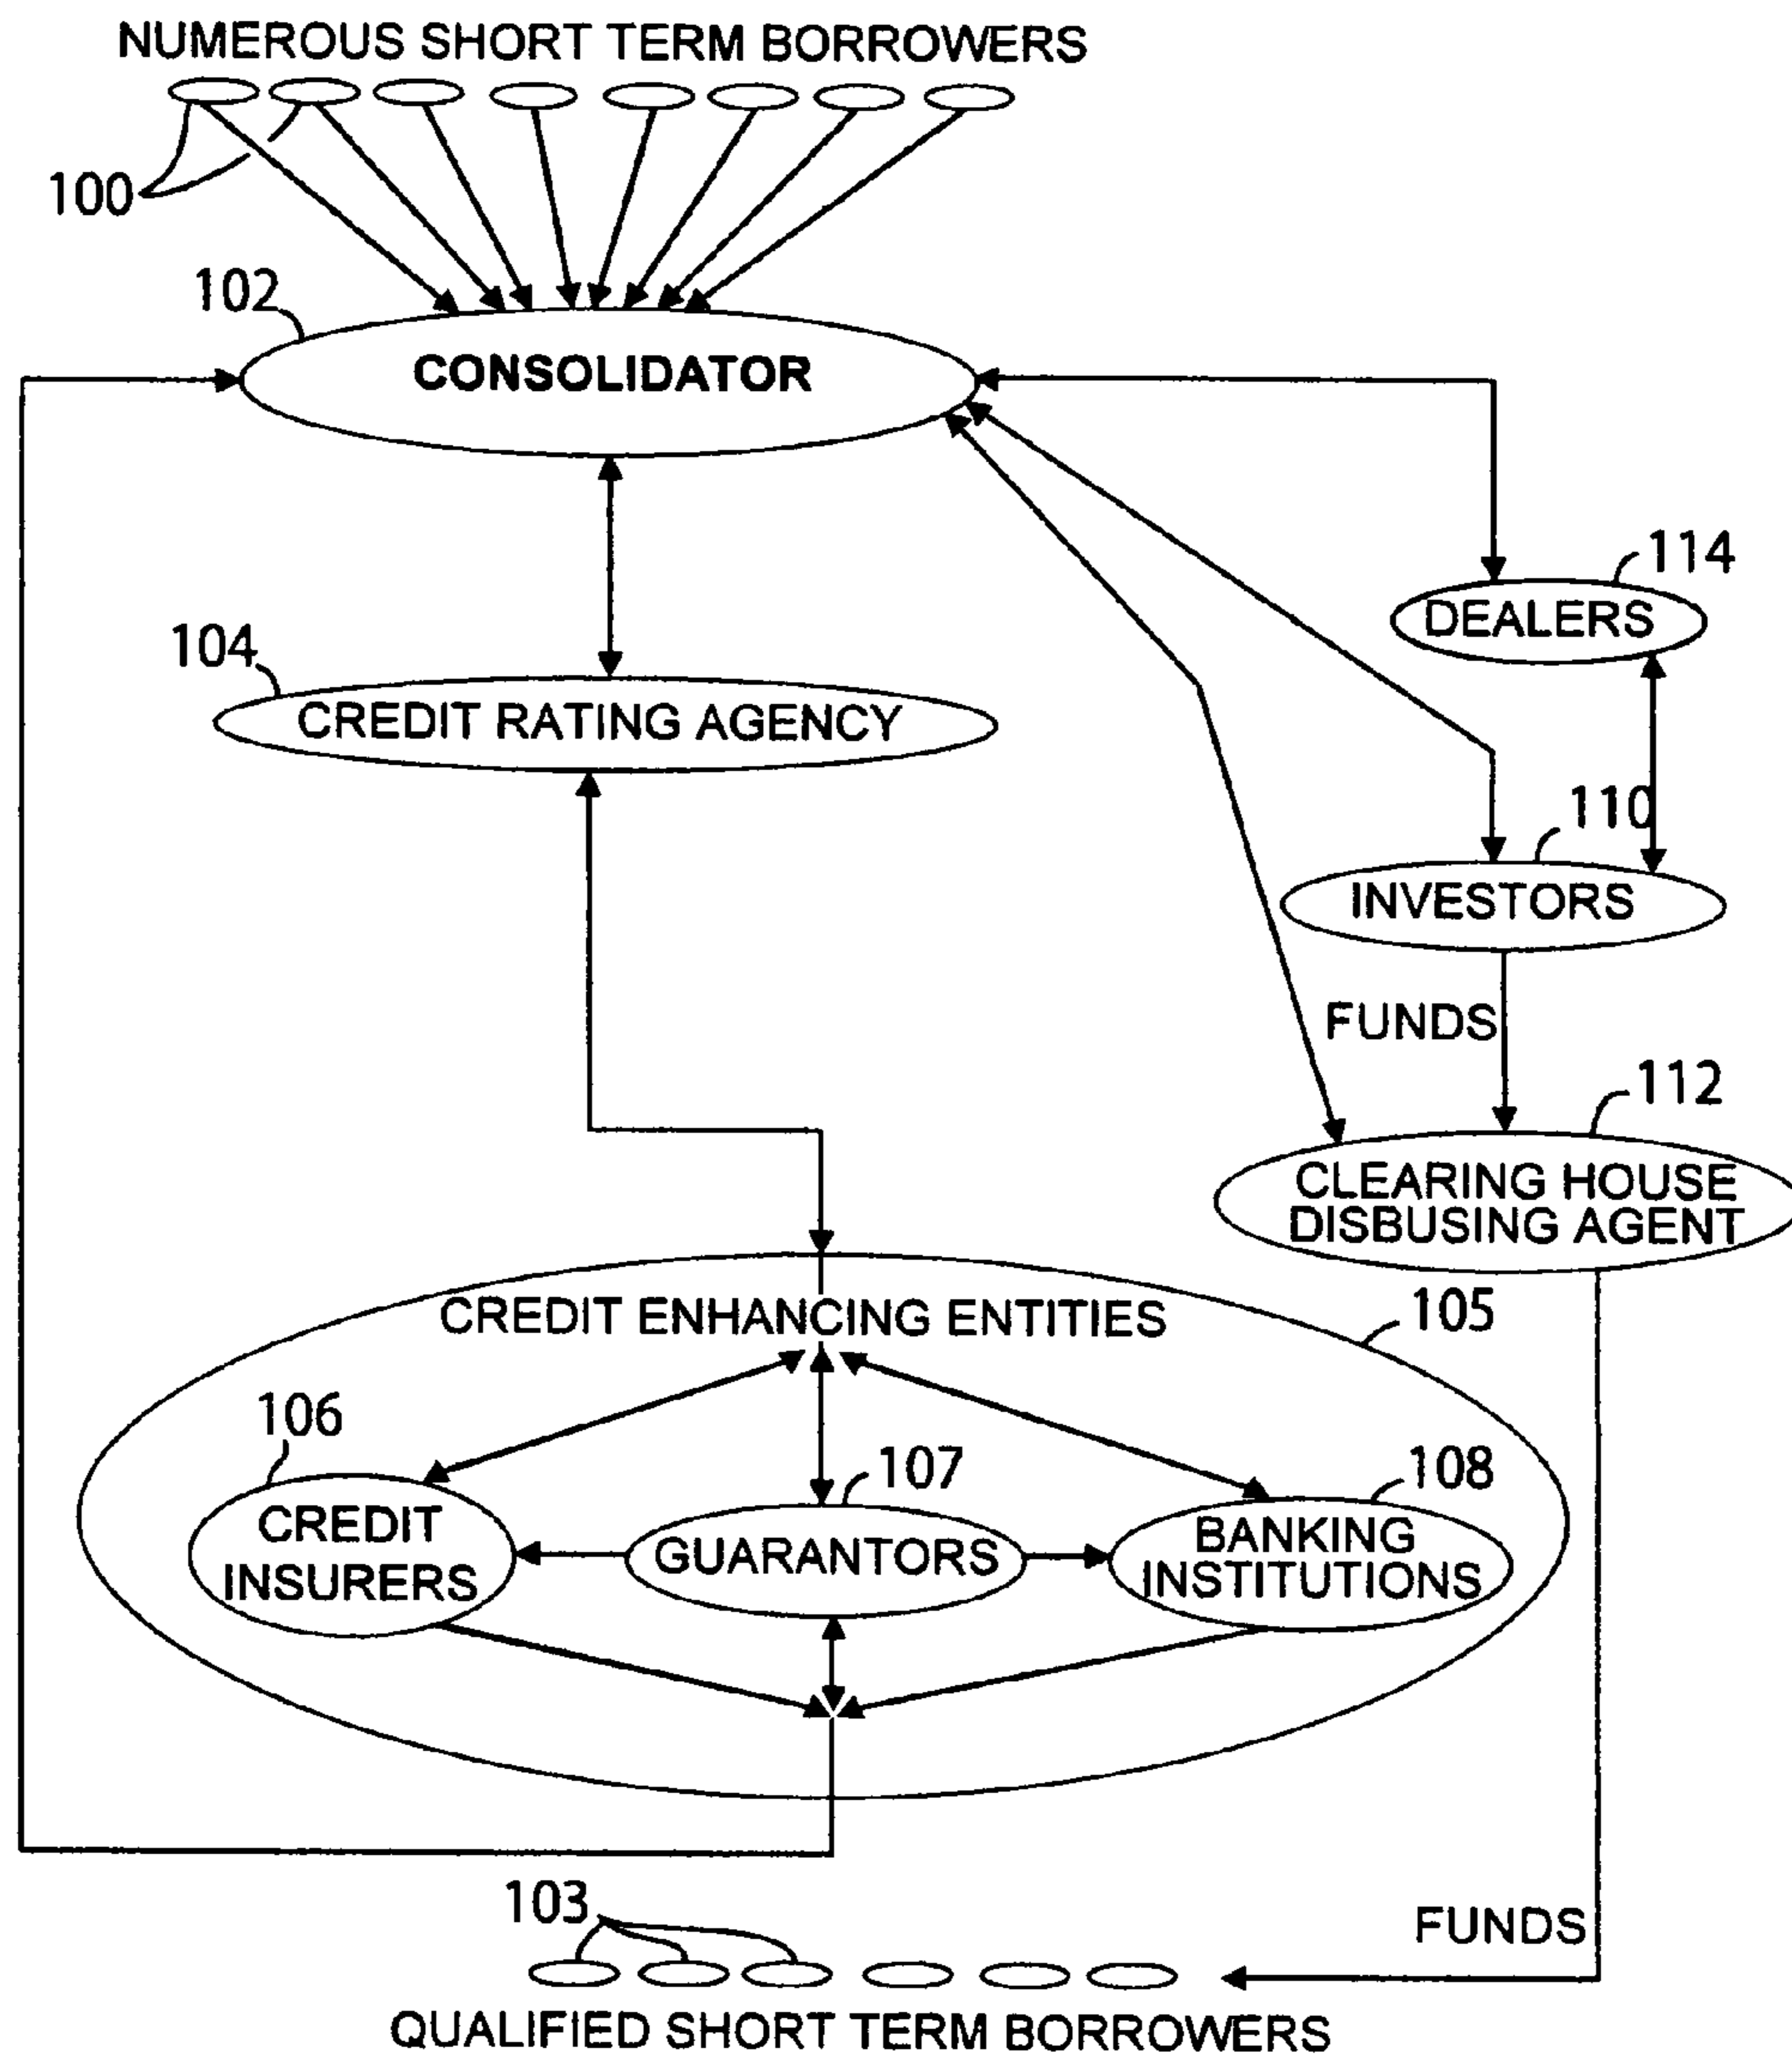 NUMEROUS SHORT TERM BORROWERS
100
102
CONSOLIDATOR
114
DEALERS
104
CREDIT RATING AGENCY
110
INVESTORS
FUNDS
112
CLEARING HOUSE
DISBUSING AGENT
105
CREDIT ENHANCING ENTITIES
106
107
108
CREDIT
INSURERS
GUARANTORS
BANKING
INSTITUTIONS
103
FUNDS
QUALIFIED SHORT TERM BORROWERS